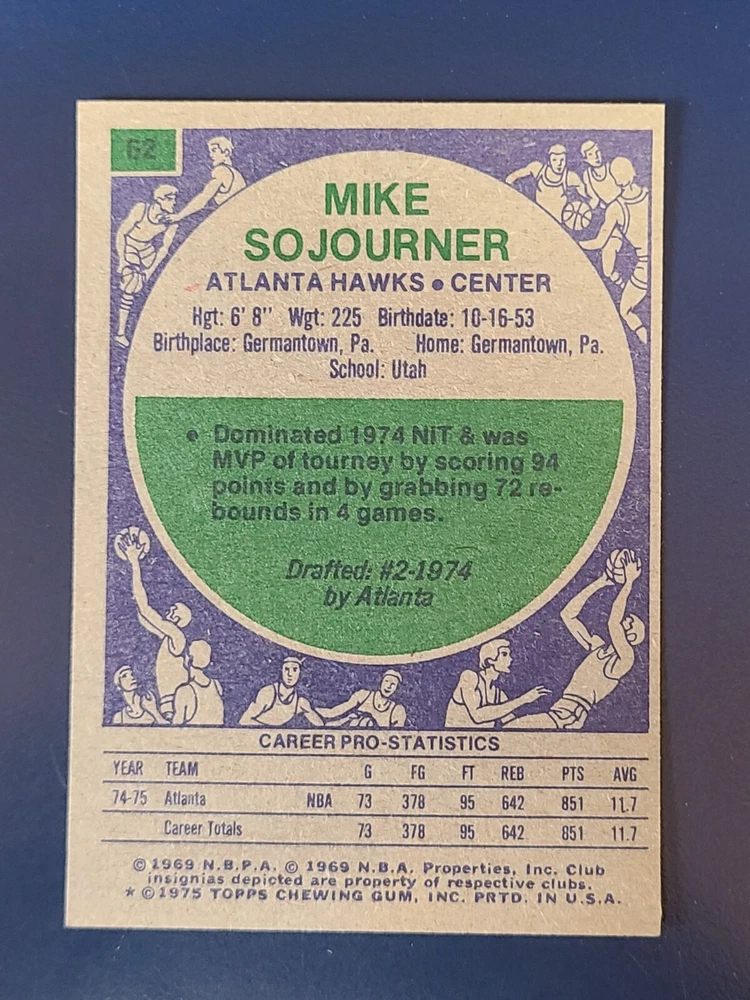 62
MIKE
SOJOURNER
ATLANTA HAWKS • CENTER
Hgt: 6' 8" Wgt: 225 Birthdate: 10-16-53
Birthplace: Germantown, Pa. Home: Germantown, Pa.
School: Utah
• Dominated 1974 NIT & was
MVP of tourney by scoring 94
points and by grabbing 72 re-
bounds in 4 games.
Drafted: #2-1974
by Atlanta
CAREER PRO-STATISTICS
YEAR TEAM G FG FT REB PTS AVG
74-75 Atlanta NBA 73 378 95 642 851 11.7
Career Totals 73 378 95 642 851 11.7
© 1969 N.B.P.A. © 1969 N.B.A. Properties, Inc. Club
insignias depicted are property of respective clubs.
* © 1975 TOPPS CHEWING GUM, INC. PRTD. IN U.S.A.